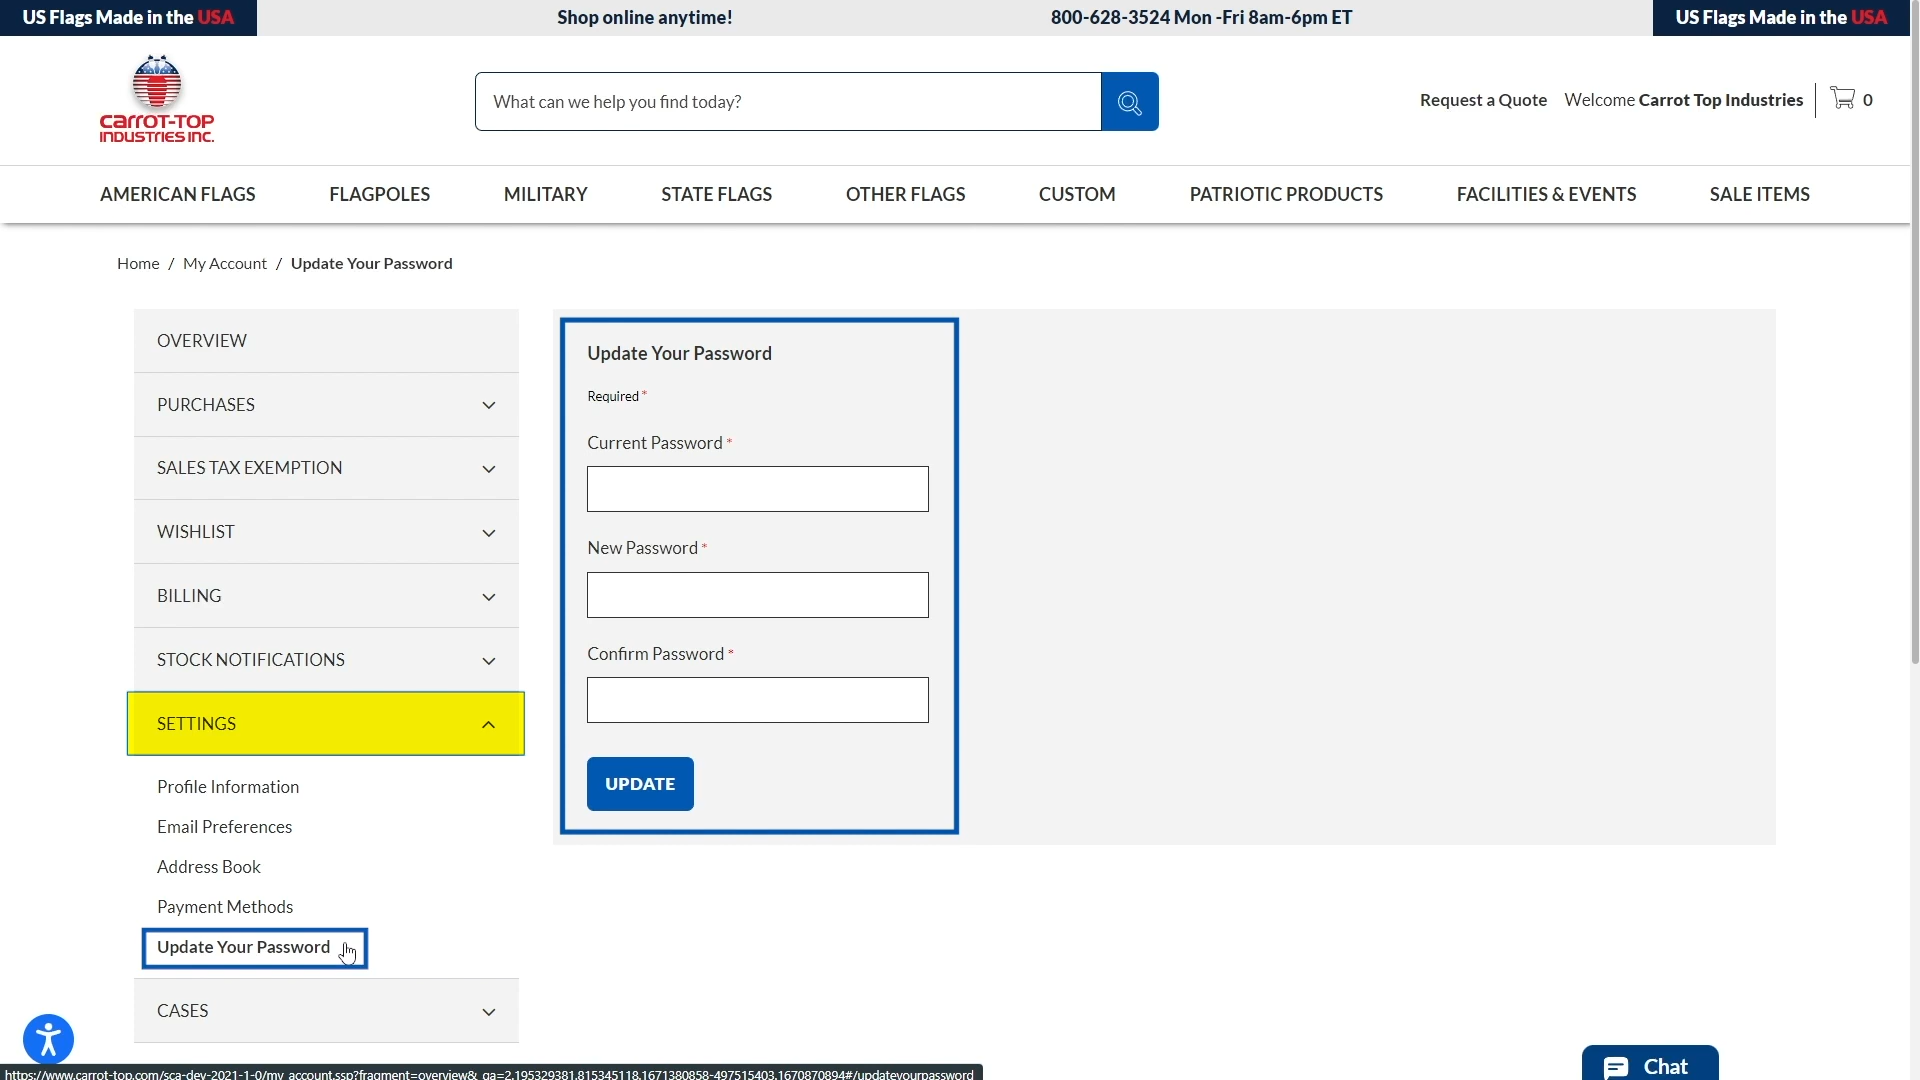 US Flags Made in the USA
Shop online anytime!
800-628-3524 Mon -Fri 8am-6pm ET
US Flags Made in the USA
CARROT-TOP
INDUSTRIES INC.
What can we help you find today?
Request a Quote
Welcome Carrot Top Industries
0
AMERICAN FLAGS
FLAGPOLES
MILITARY
STATE FLAGS
OTHER FLAGS
CUSTOM
PATRIOTIC PRODUCTS
FACILITIES & EVENTS
SALE ITEMS
Home / My Account / Update Your Password
OVERVIEW
PURCHASES
SALES TAX EXEMPTION
WISHLIST
BILLING
STOCK NOTIFICATIONS
SETTINGS
Profile Information
Email Preferences
Address Book
Payment Methods
Update Your Password
CASES
Update Your Password
Required *
Current Password *
New Password *
Confirm Password *
UPDATE
Chat
https://www.carrot-top.com/sca-dev-2021-1-0/my_account.ssp?fragment=overview&_ga=2.195329381.815345118.1671380858-497515403.1670870894#/updateyourpassword